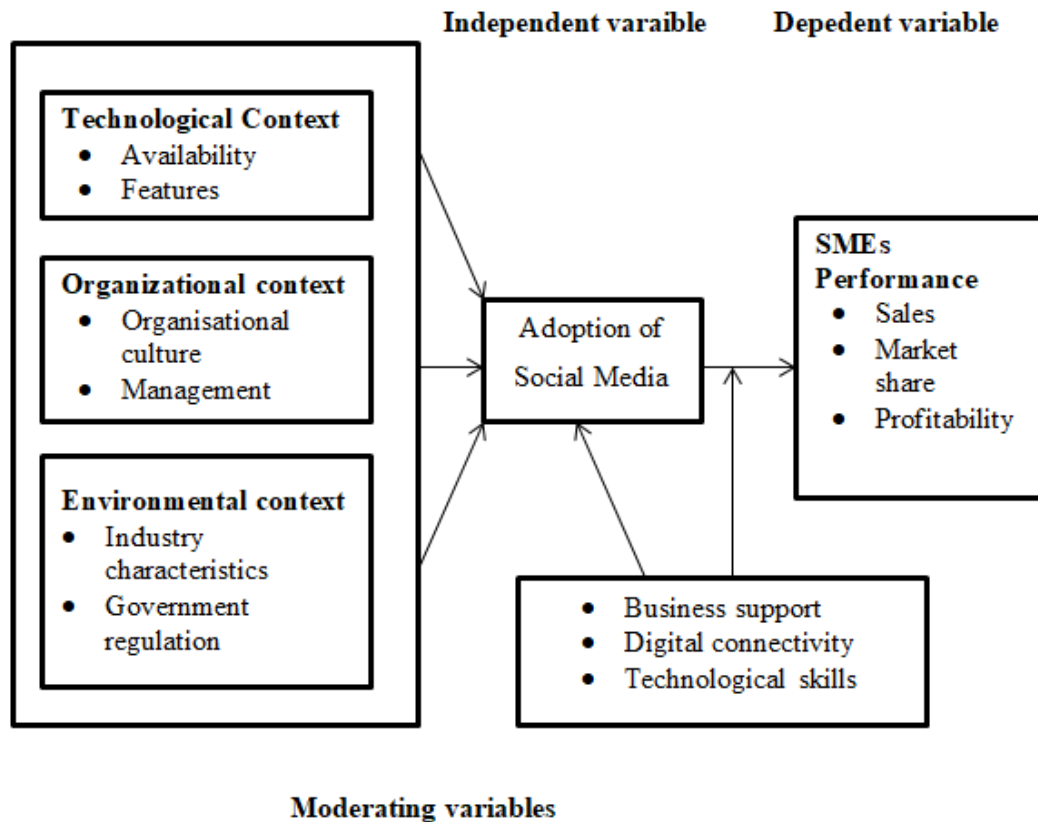 Independent varaible
Depedent variable
Technological Context
• Availability
• Features
Organizational context
• Organisational
culture
• Management
Environmental context
• Industry
characteristics
• Government
regulation
Adoption of
Social Media
SMEs
Performance
• Sales
• Market
share
• Profitability
• Business support
• Digital connectivity
• Technological skills
Moderating variables